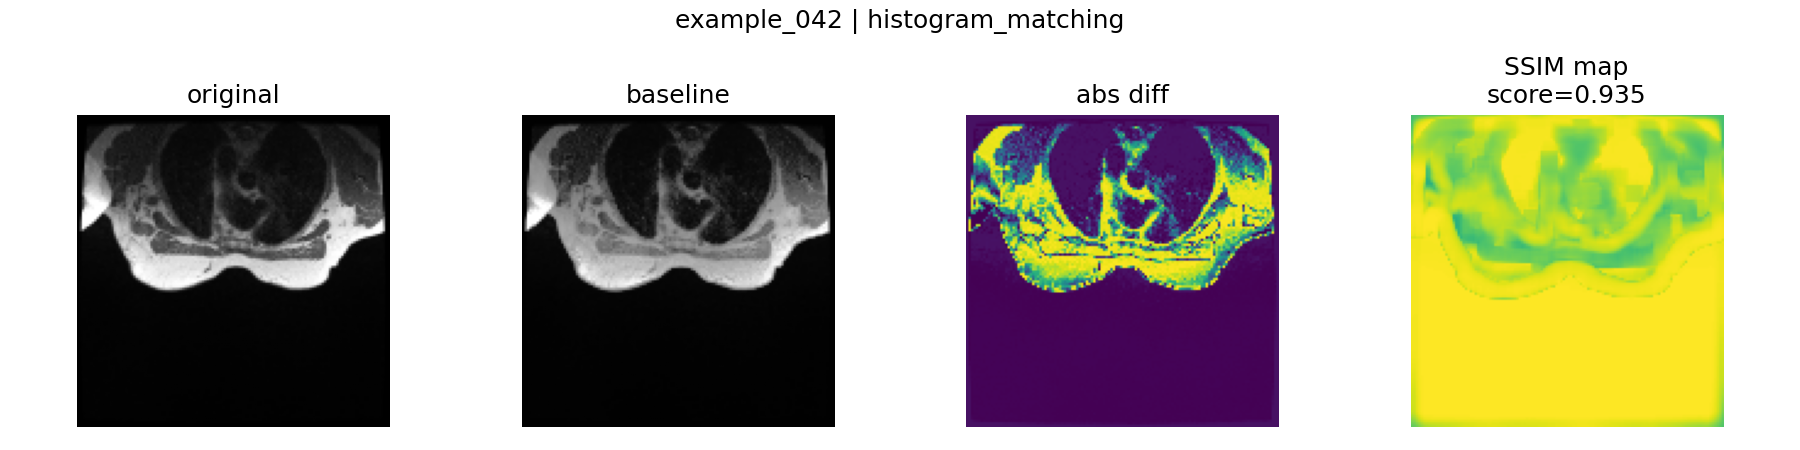 example_042 | histogram_matching
original
baseline
abs diff
SSIM map
score=0.935